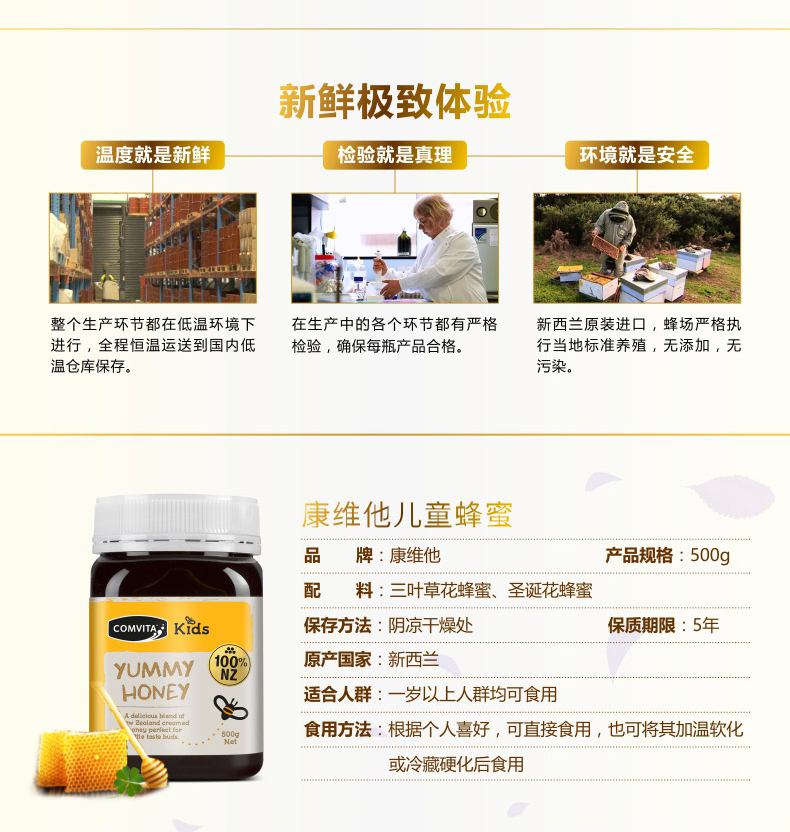 新鲜极致体验
温度就是新鲜
检验就是真理
环境就是安全
整个生产环节都在低温环境下
进行，全程恒温运送到国内低
温仓库保存。
在生产中的各个环节都有严格
检验，确保每瓶产品合格。
新西兰原装进口，蜂场严格执
行当地标准养殖，无添加，无
污染。
康维他儿童蜂蜜
品 牌：康维他 产品规格：500g
配 料：三叶草花蜂蜜、圣诞花蜂蜜
保存方法：阴凉干燥处 保质期限：5年
原产国家：新西兰
适合人群：一岁以上人群均可食用
食用方法：根据个人喜好，可直接食用，也可将其加温软化
或冷藏硬化后食用
COMVITA
Kids
100%
NZ
YUMMY
HONEY
A delicious blend of
Zealand creamed
honey perfect for
little taste buds.
500g
Net